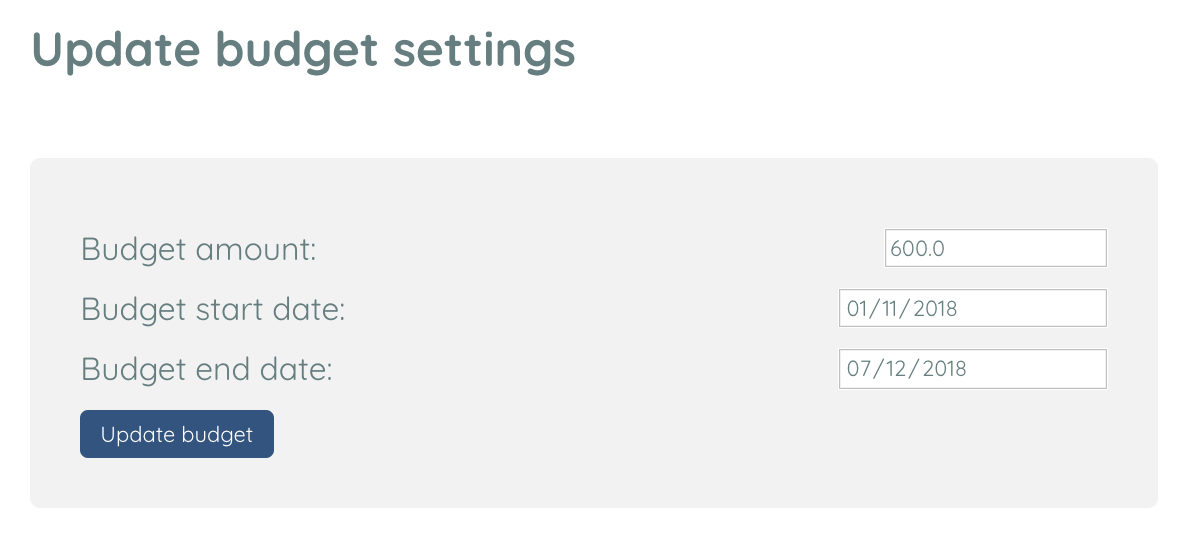 Update budget settings
Budget amount: 600.0
Budget start date: 01/11/2018
Budget end date: 07/12/2018
Update budget